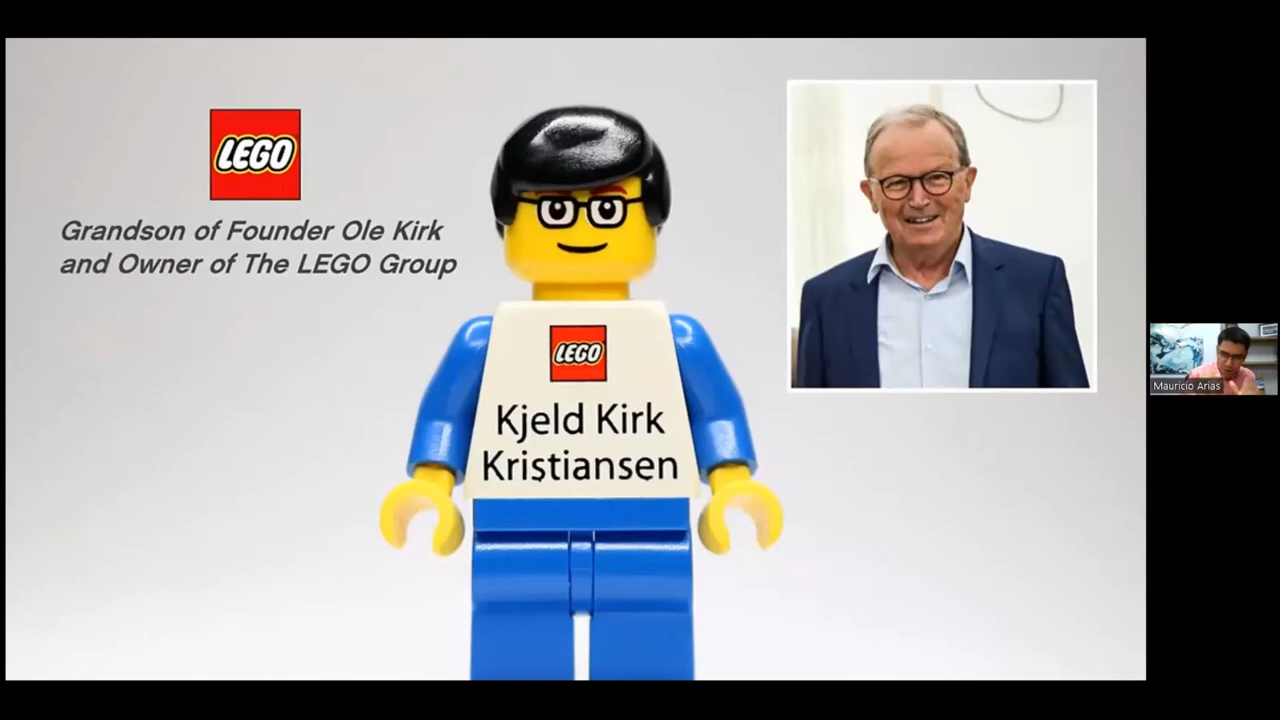 LEGO
Grandson of Founder Ole Kirk
and Owner of The LEGO Group
LEGO
Kjeld Kirk
Kristiansen
Mauricio Arias